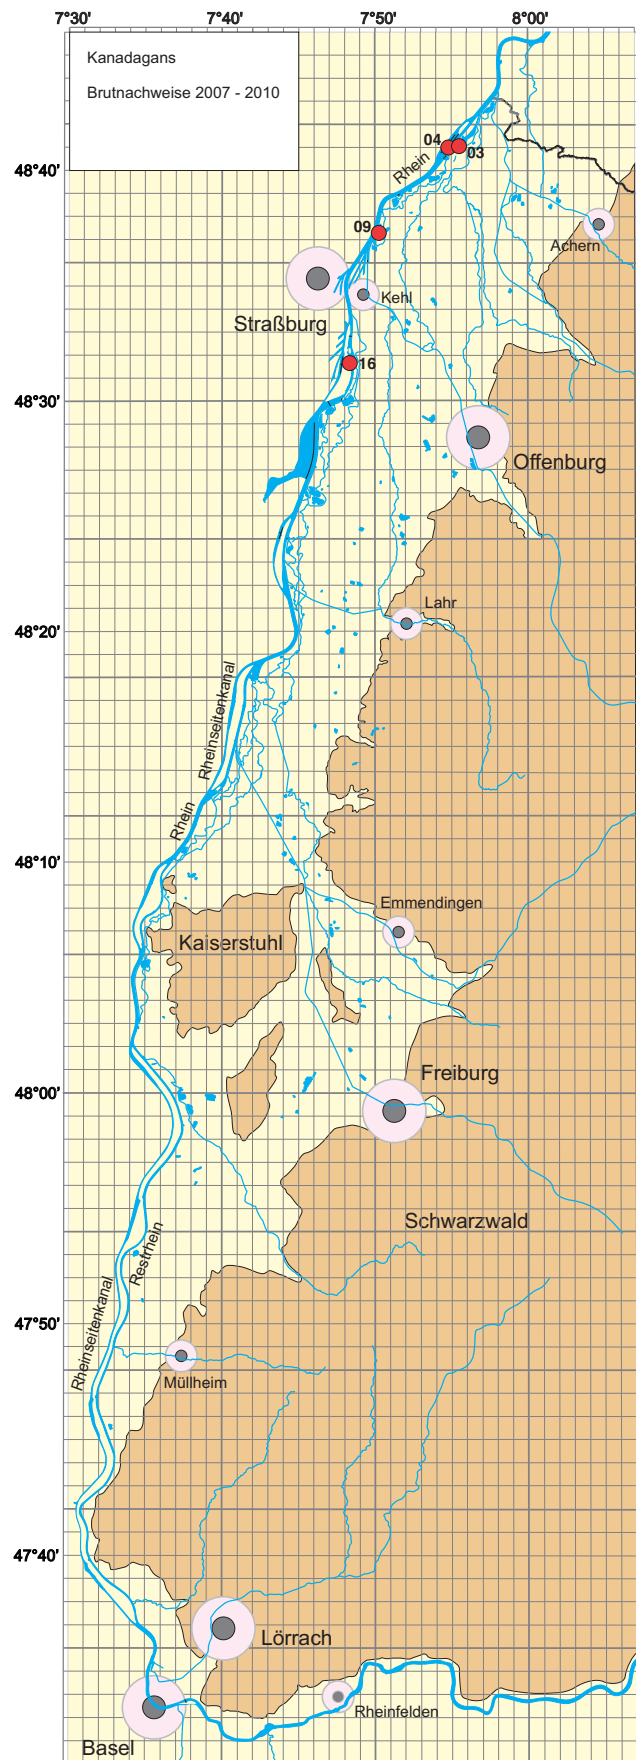 7°30' 7°40' 7°50' 8°00'
Kanadagans
Brutnachweise 2007 - 2010
04
03
48°40'
Rhein
09
Achern
Kehl
Straßburg
16
48°30'
Offenburg
Lahr
48°20'
Rheinseitenkanal
Rhein
48°10'
Emmendingen
Kaiserstuhl
Freiburg
48°00'
Schwarzwald
Restrhein
Rheinseitenkanal
47°50'
Müllheim
47°40'
Lörrach
Rheinfelden
Basel